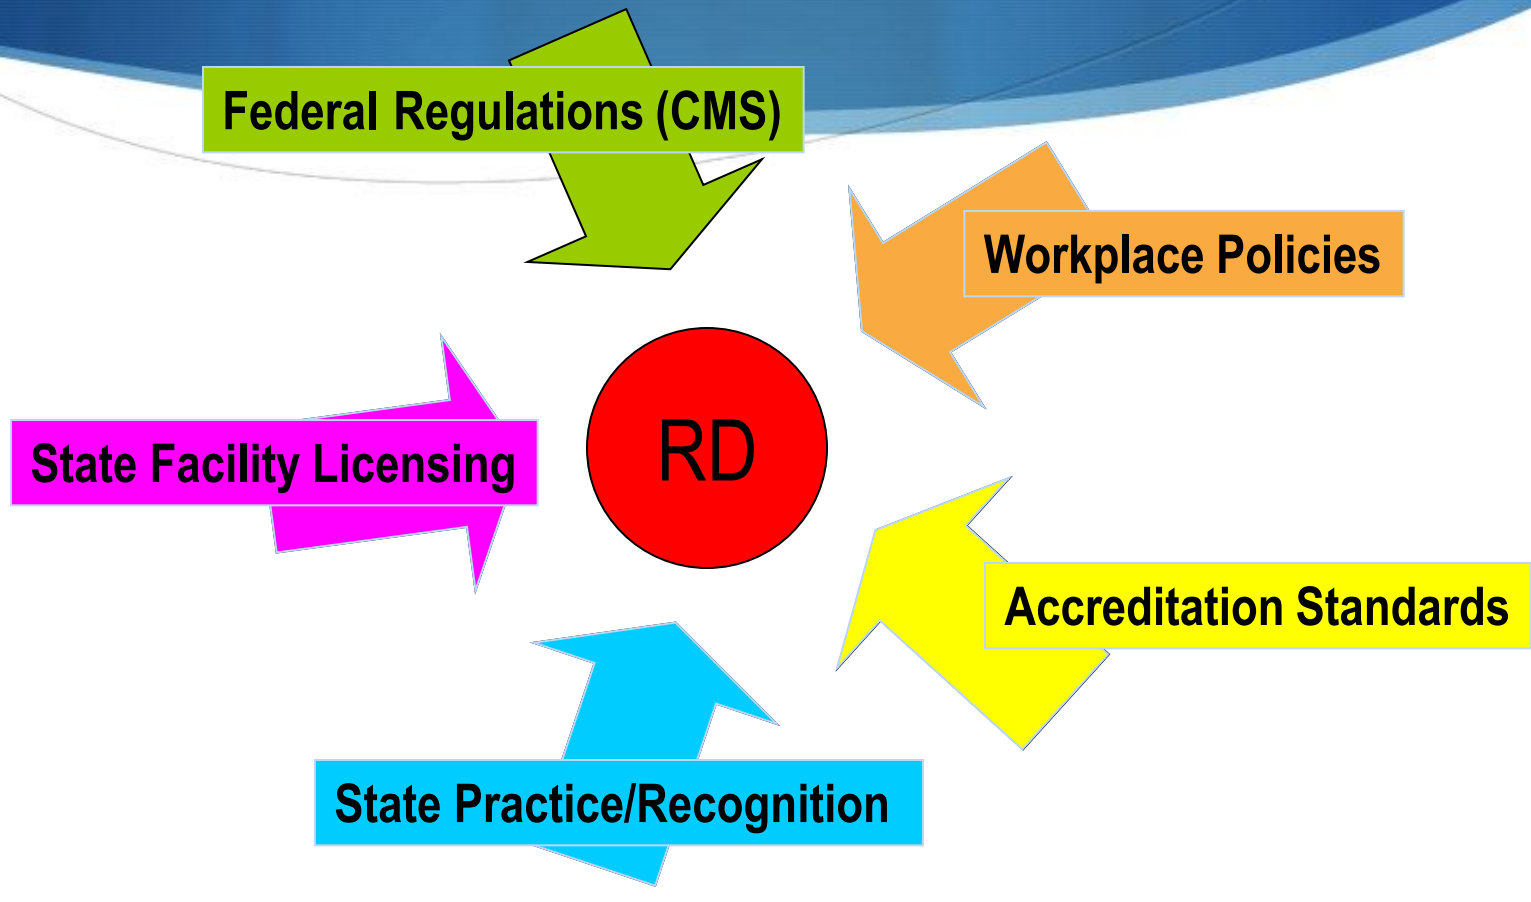 Federal Regulations (CMS)
Workplace Policies
RD
State Facility Licensing
Accreditation Standards
State Practice/Recognition